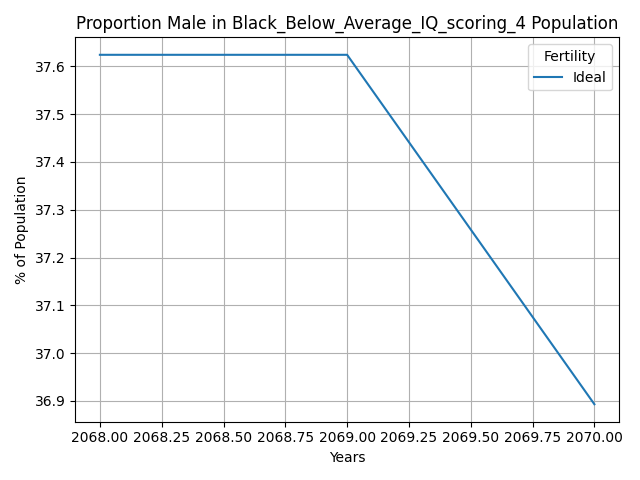 Proportion Male in Black_Below_Average_IQ_scoring_4 Population
Fertility
Ideal
% of Population
37.6
37.5
37.4
37.3
37.2
37.1
37.0
36.9
2068.00 2068.25 2068.50 2068.75 2069.00 2069.25 2069.50 2069.75 2070.00
Years